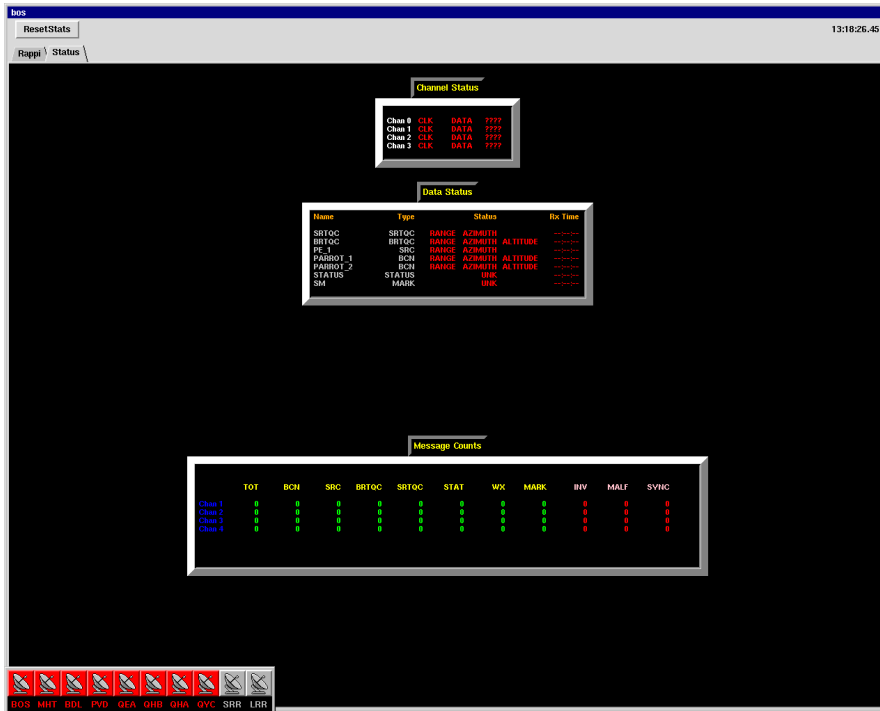 bos
ResetStats 13:18:26.45
Rappi Status
Channel Status
Chan 0 CLK DATA ????
Chan 1 CLK DATA ????
Chan 2 CLK DATA ????
Chan 3 CLK DATA ????
Data Status
Name Type Status Rx Time
SRTQC SRTQC RANGE AZIMUTH --:--:--
BRTQC BRTQC RANGE AZIMUTH ALTITUDE --:--:--
PE_1 SRC RANGE AZIMUTH --:--:--
PARROT_1 BCN RANGE AZIMUTH ALTITUDE --:--:--
PARROT_2 BCN RANGE AZIMUTH ALTITUDE --:--:--
STATUS STATUS UNK --:--:--
SM MARK UNK --:--:--
Message Counts
TOT BCN SRC BRTQC SRTQC STAT WX MARK INV MALF SYNC
Chan 1 0 0 0 0 0 0 0 0 0 0 0
Chan 2 0 0 0 0 0 0 0 0 0 0 0
Chan 3 0 0 0 0 0 0 0 0 0 0 0
Chan 4 0 0 0 0 0 0 0 0 0 0 0
BOS MHT BDL PVD QEA QHB QHA QYC SRR LRR